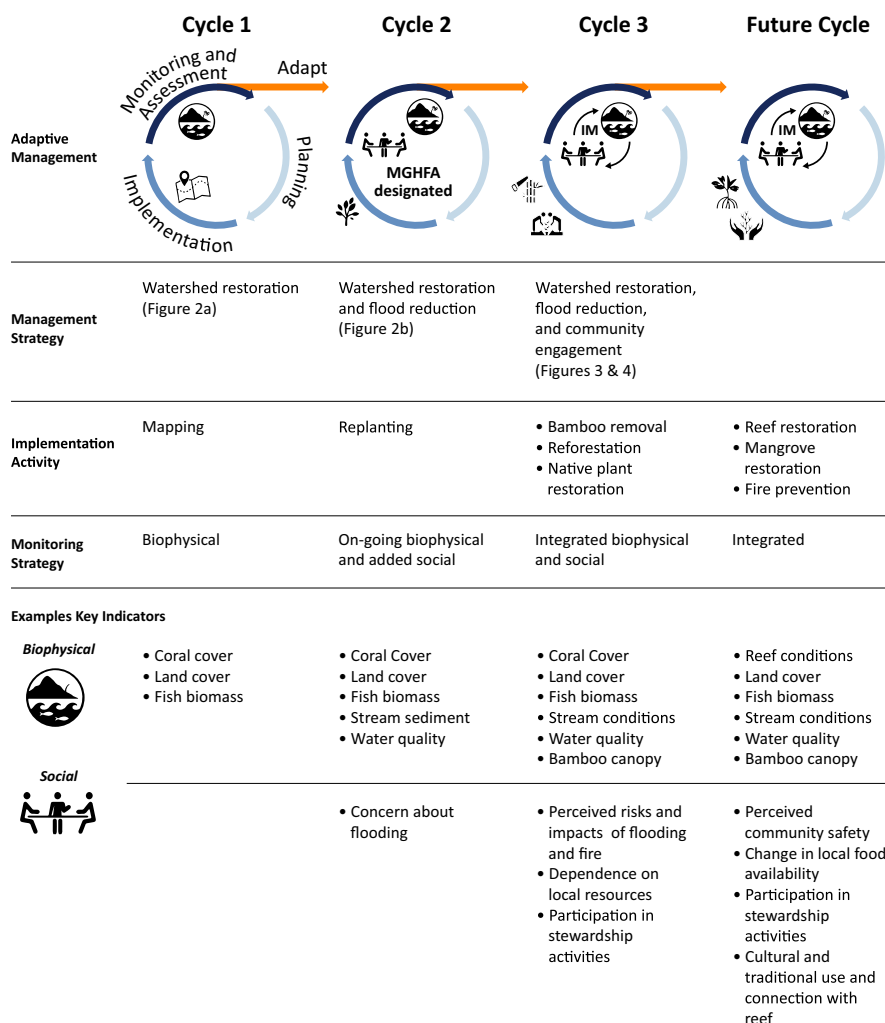 Cycle 1
Cycle 2
Cycle 3
Future Cycle
Adaptive
Management
Monitoring and
Assessment
Adapt
Planning
Implementation
MGHFA
designated
IM
IM
Management
Strategy
Watershed restoration
(Figure 2a)
Watershed restoration
and flood reduction
(Figure 2b)
Watershed restoration,
flood reduction,
and community
engagement
(Figures 3 & 4)
Implementation
Activity
Mapping
Replanting
• Bamboo removal
• Reforestation
• Native plant
restoration
• Reef restoration
• Mangrove
restoration
• Fire prevention
Monitoring
Strategy
Biophysical
On-going biophysical
and added social
Integrated biophysical
and social
Integrated
Examples Key Indicators
Biophysical
• Coral cover
• Land cover
• Fish biomass
• Coral Cover
• Land cover
• Fish biomass
• Stream sediment
• Water quality
• Coral Cover
• Land cover
• Fish biomass
• Stream conditions
• Water quality
• Bamboo canopy
• Reef conditions
• Land cover
• Fish biomass
• Stream conditions
• Water quality
• Bamboo canopy
Social
• Concern about
flooding
• Perceived risks and
impacts of flooding
and fire
• Dependence on
local resources
• Participation in
stewardship
activities
• Perceived
community safety
• Change in local food
availability
• Participation in
stewardship
activities
• Cultural and
traditional use and
connection with
reef